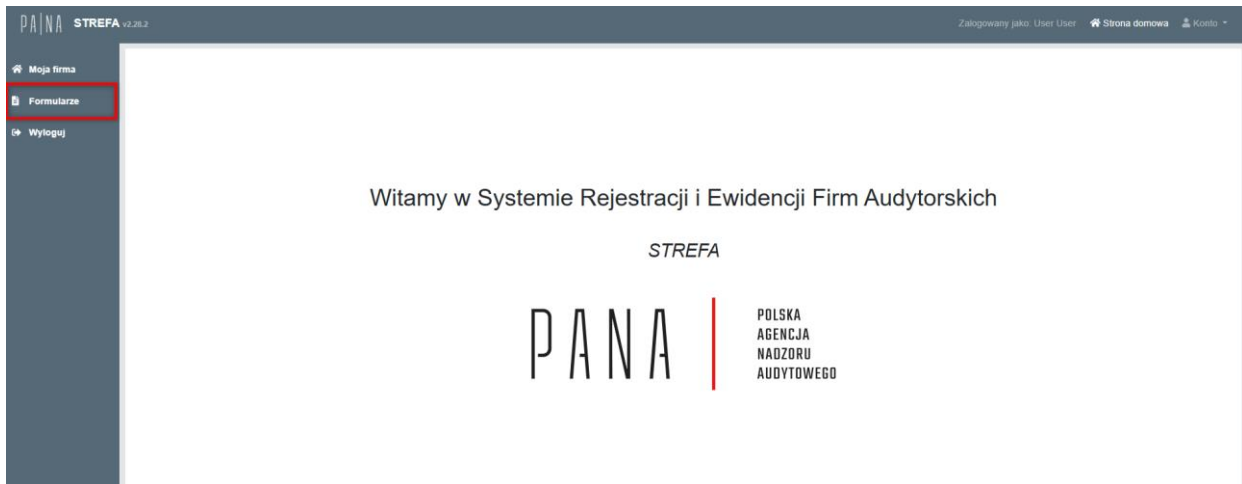 PA|NA STREFA v2.28.2
Zalogowany jako: User User Strona domowa Konto
Moja firma
Formularze
Wyloguj
Witamy w Systemie Rejestracji i Ewidencji Firm Audytorskich
STREFA
PANA
POLSKA
AGENCJA
NADZORU
AUDYTOWEGO